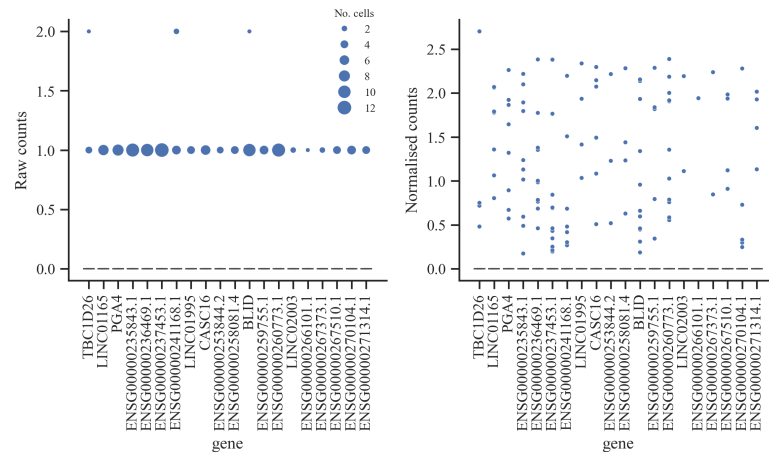 No. cells
2
4
6
8
10
12
2.0
1.5
1.0
0.5
0.0
Raw counts
TBC1D26
LINC01165
PGA4
ENSG00000235843.1
ENSG00000236469.1
ENSG00000237453.1
ENSG00000241168.1
LINC01995
CASC16
ENSG00000253844.2
ENSG00000258081.4
BLID
ENSG00000259755.1
ENSG00000260773.1
LINC02003
ENSG00000266101.1
ENSG00000267373.1
ENSG00000267510.1
ENSG00000270104.1
ENSG00000271314.1
gene
2.5
2.0
1.5
1.0
0.5
0.0
Normalised counts
TBC1D26
LINC01165
PGA4
ENSG00000235843.1
ENSG00000236469.1
ENSG00000237453.1
ENSG00000241168.1
LINC01995
CASC16
ENSG00000253844.2
ENSG00000258081.4
BLID
ENSG00000259755.1
ENSG00000260773.1
LINC02003
ENSG00000266101.1
ENSG00000267373.1
ENSG00000267510.1
ENSG00000270104.1
ENSG00000271314.1
gene